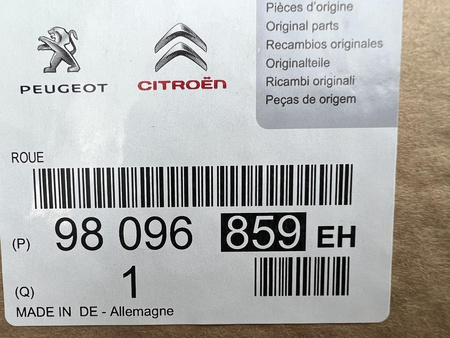 PEUGEOT
CITROËN
Pièces d'origine
Original parts
Recambios originales
Originalteile
Ricambi originali
Peças de origem
ROUE
(P) 98 096 859 EH
(Q) 1
MADE IN DE - Allemagne